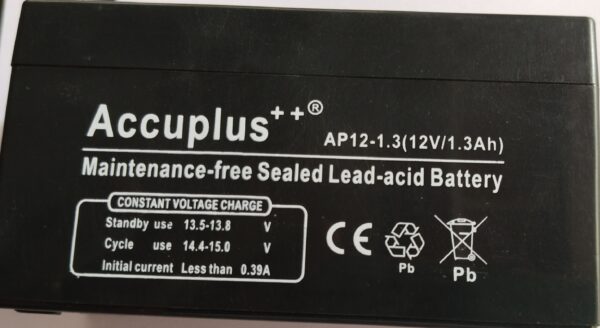 Accuplus++®
AP12-1.3(12V/1.3Ah)
Maintenance-free Sealed Lead-acid Battery
CONSTANT VOLTAGE CHARGE
Standby use 13.5-13.8 V
Cycle use 14.4-15.0 V
Initial current Less than 0.39A
CE
Pb
Pb